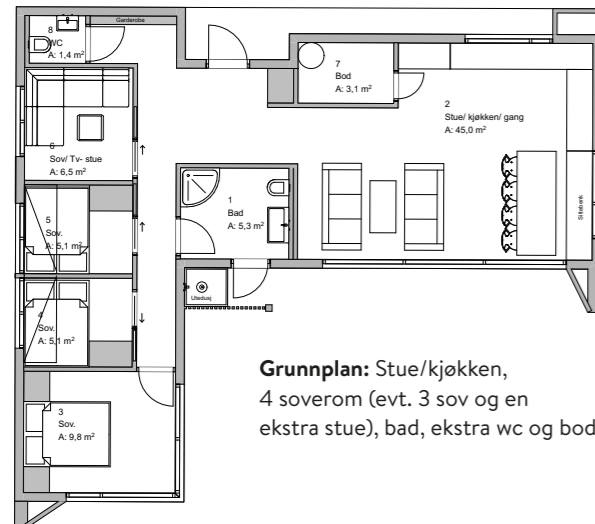 Garderobe
8
WC
A: 1,4 m²
7
Bod
A: 3,1 m²
2
Stue/ kjøkken/ gang
A: 45,0 m²
6
Sov/ Tv- stue
A: 6,5 m²
1
Bad
A: 5,3 m²
Sittebenk
5
Sov.
A: 5,1 m²
Utedusj
4
Sov.
A: 5,1 m²
3
Sov.
A: 9,8 m²
Grunnplan: Stue/kjøkken,
4 soverom (evt. 3 sov og en
ekstra stue), bad, ekstra wc og bod